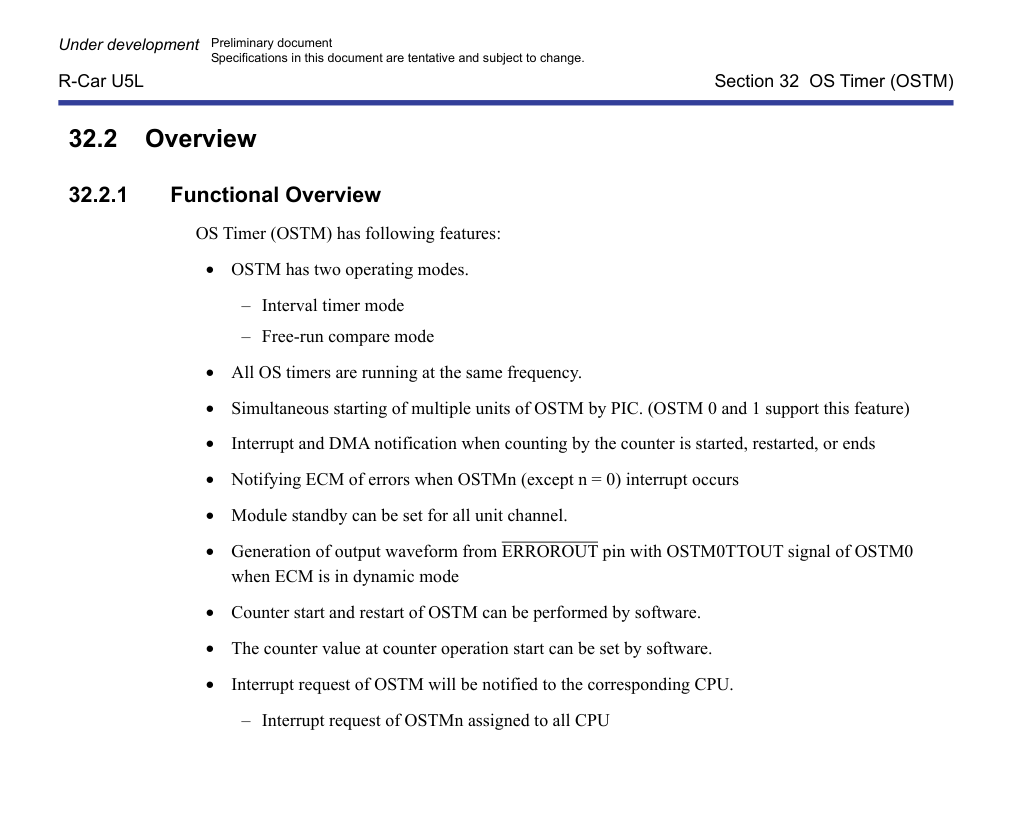 Under development Preliminary document
Specifications in this document are tentative and subject to change.
R-Car U5L Section 32 OS Timer (OSTM)
32.2 Overview
32.2.1 Functional Overview
OS Timer (OSTM) has following features:
• OSTM has two operating modes.
– Interval timer mode
– Free-run compare mode
• All OS timers are running at the same frequency.
• Simultaneous starting of multiple units of OSTM by PIC. (OSTM 0 and 1 support this feature)
• Interrupt and DMA notification when counting by the counter is started, restarted, or ends
• Notifying ECM of errors when OSTMn (except n = 0) interrupt occurs
• Module standby can be set for all unit channel.
• Generation of output waveform from ERROROUT pin with OSTM0TTOUT signal of OSTM0
when ECM is in dynamic mode
• Counter start and restart of OSTM can be performed by software.
• The counter value at counter operation start can be set by software.
• Interrupt request of OSTM will be notified to the corresponding CPU.
– Interrupt request of OSTMn assigned to all CPU